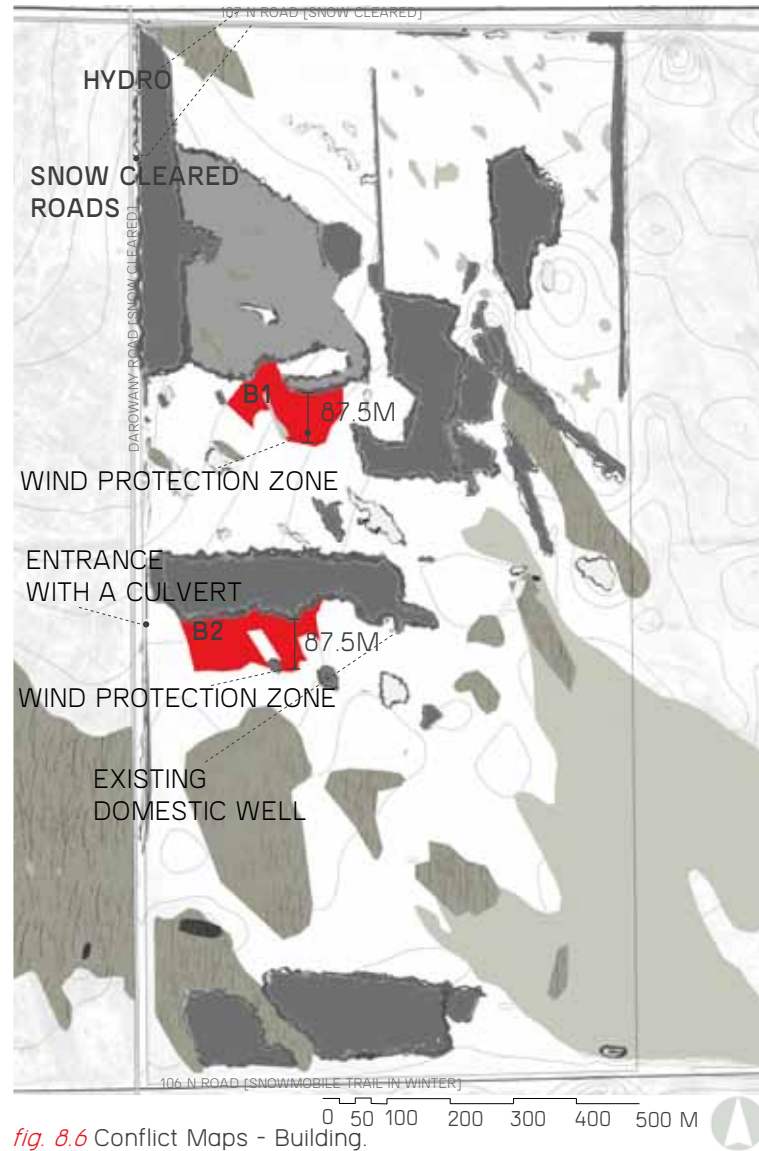 107 N ROAD [SNOW CLEARED]
HYDRO
SNOW CLEARED
ROADS
DAROWANY ROAD [SNOW CLEARED]
B1
87.5M
WIND PROTECTION ZONE
ENTRANCE
WITH A CULVERT
B2
87.5M
WIND PROTECTION ZONE
EXISTING
DOMESTIC WELL
106 N ROAD [SNOWMOBILE TRAIL IN WINTER]
0 50 100 200 300 400 500 M
fig. 8.6 Conflict Maps - Building.